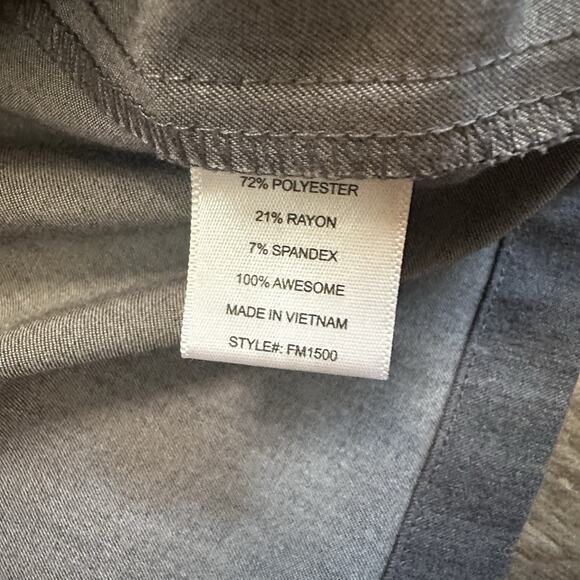 72% POLYESTER
21% RAYON
7% SPANDEX
100% AWESOME
MADE IN VIETNAM
STYLE#: FM1500